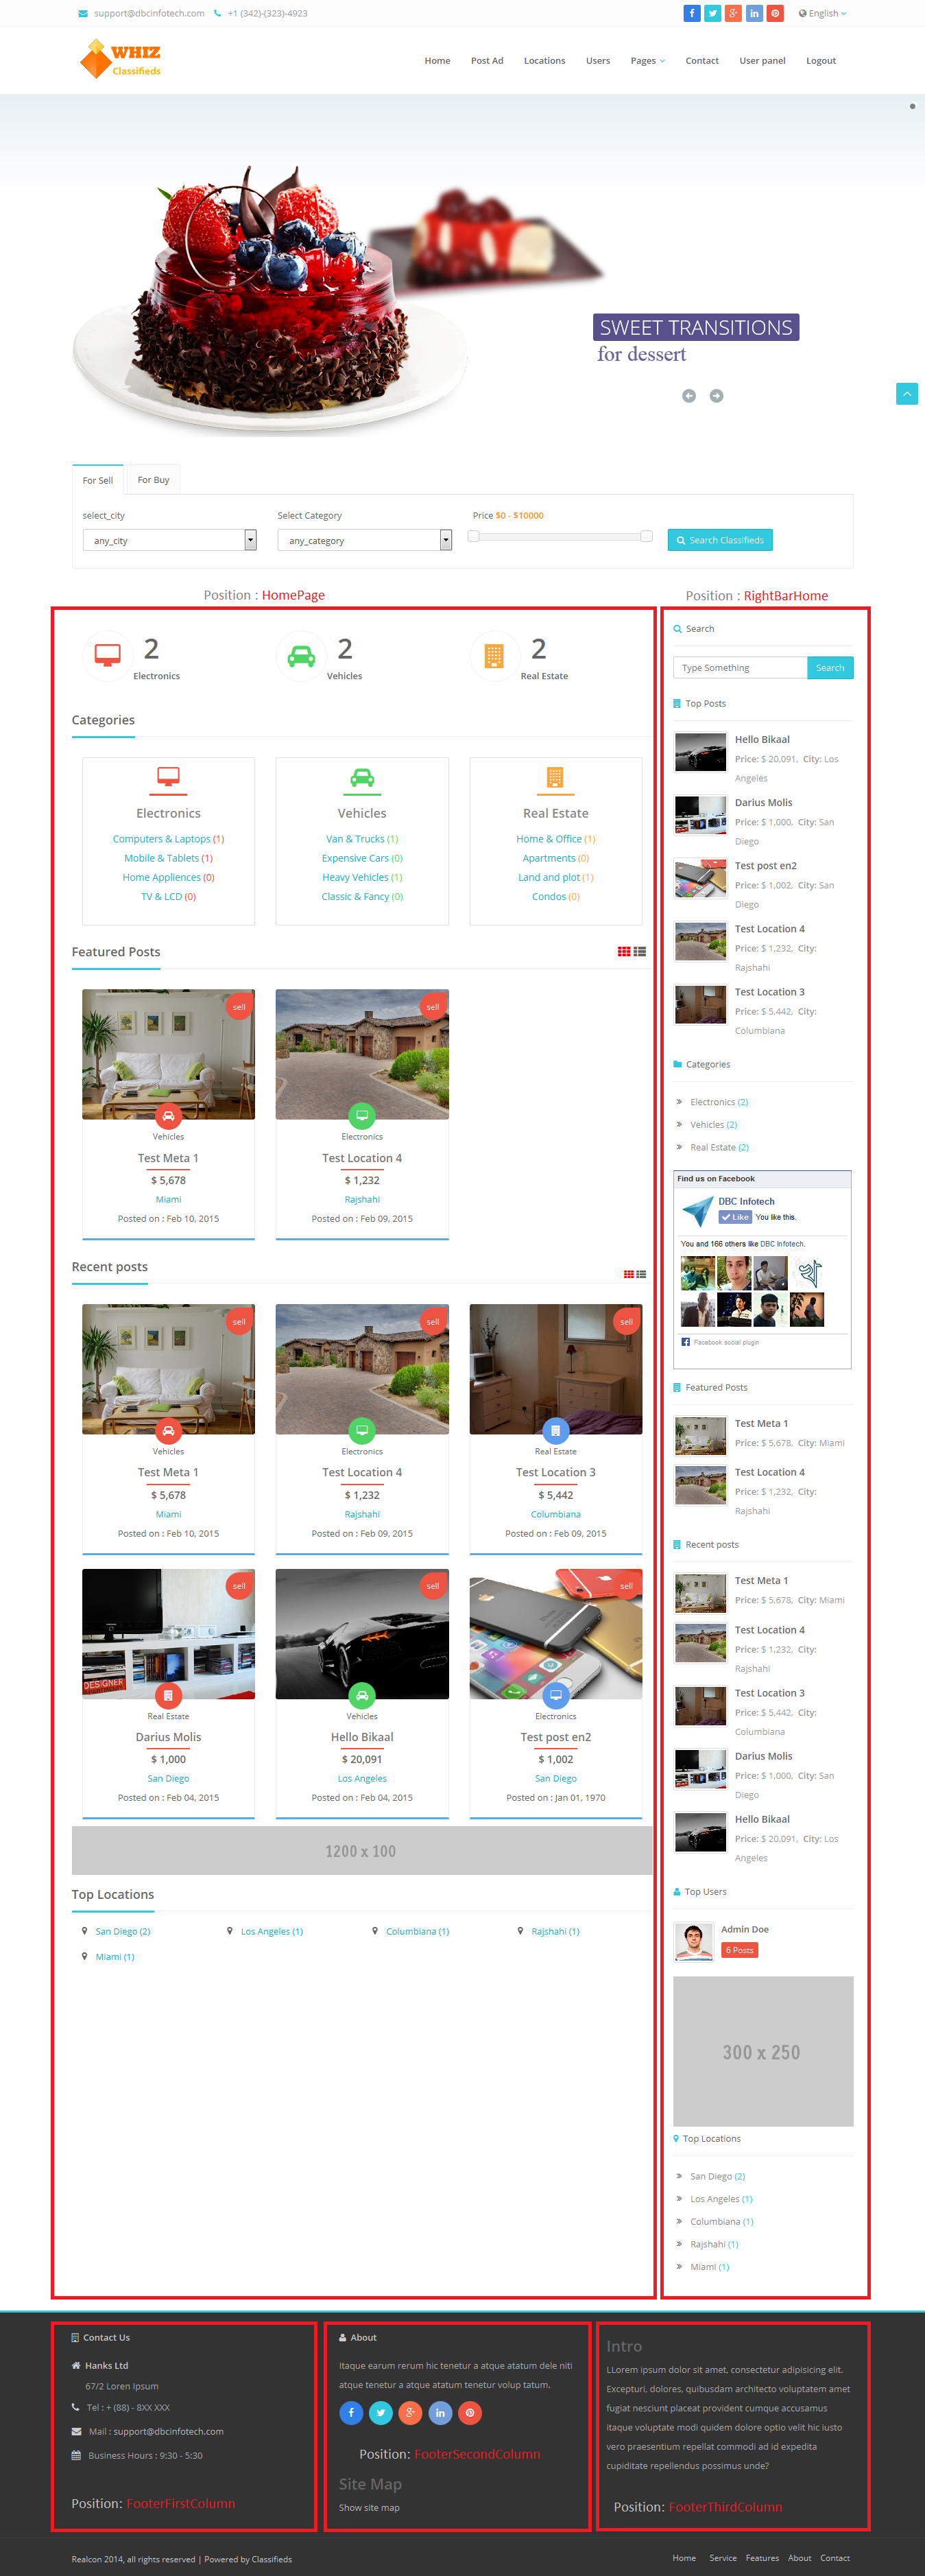 support@dbcinfotech.com +1 (342)-(323)-4923 English
WHIZ
Classifieds
Home Post Ad Locations Users Pages Contact User panel Logout
SWEET TRANSITIONS
for dessert
For Sell For Buy
select_city Select Category Price $0 - $10000
any_city any_category Search Classifieds
Position : HomePage
2 2 2
Electronics Vehicles Real Estate
Categories
Electronics
Computers & Laptops (1)
Mobile & Tablets (1)
Home Appliances (0)
TV & LCD (0)
Vehicles
Van & Trucks (1)
Expensive Cars (0)
Heavy Vehicles (1)
Classic & Fancy (0)
Real Estate
Home & Office (1)
Apartments (0)
Land and plot (1)
Condos (0)
Featured Posts
sell
Vehicles
Test Meta 1
$ 5,678
Miami
Posted on : Feb 10, 2015
sell
Electronics
Test Location 4
$ 1,232
Rajshahi
Posted on : Feb 09, 2015
Recent posts
sell
Vehicles
Test Meta 1
$ 5,678
Miami
Posted on : Feb 10, 2015
sell
Electronics
Test Location 4
$ 1,232
Rajshahi
Posted on : Feb 09, 2015
sell
Real Estate
Test Location 3
$ 5,442
Columbiana
Posted on : Feb 09, 2015
DESIGNER
sell
Real Estate
Darius Molis
$ 1,000
San Diego
Posted on : Feb 04, 2015
sell
Vehicles
Hello Bikaal
$ 20,091
Los Angeles
Posted on : Feb 04, 2015
sell
Electronics
Test post en2
$ 1,002
San Diego
Posted on : Jan 01, 1970
1200 x 100
Top Locations
San Diego (2) Los Angeles (1) Columbiana (1) Rajshahi (1)
Miami (1)
Position : RightBarHome
Search
Type Something Search
Top Posts
Hello Bikaal
Price: $ 20,091, City: Los
Angeles
Darius Molis
Price: $ 1,000, City: San
Diego
Test post en2
Price: $ 1,002, City: San
Diego
Test Location 4
Price: $ 1,232, City:
Rajshahi
Test Location 3
Price: $ 5,442, City:
Columbiana
Categories
Electronics (2)
Vehicles (2)
Real Estate (2)
Find us on Facebook
DBC Infotech
Like You like this.
You and 166 others like DBC Infotech.
Facebook social plugin
Featured Posts
Test Meta 1
Price: $ 5,678, City: Miami
Test Location 4
Price: $ 1,232, City:
Rajshahi
Recent posts
Test Meta 1
Price: $ 5,678, City: Miami
Test Location 4
Price: $ 1,232, City:
Rajshahi
Test Location 3
Price: $ 5,442, City:
Columbiana
Darius Molis
Price: $ 1,000, City: San
Diego
Hello Bikaal
Price: $ 20,091, City: Los
Angeles
Top Users
Admin Doe
6 Posts
300 x 250
Top Locations
San Diego (2)
Los Angeles (1)
Columbiana (1)
Rajshahi (1)
Miami (1)
Contact Us
Hanks Ltd
67/2 Loren Ipsum
Tel : + (88) - 8XX XXX
Mail : support@dbcinfotech.com
Business Hours : 9:30 - 5:30
Position: FooterFirstColumn
About
Itaque earum rerum hic tenetur a atque atatum dele niti
atque tenetur a atque atatum tenetur volup tatum.
Position: FooterSecondColumn
Site Map
Show site map
Intro
LLorem ipsum dolor sit amet, consectetur adipisicing elit.
Excepturi, dolores, quibusdam architecto voluptatem amet
fugiat nesciunt placeat provident cumque accusamus
itaque voluptate modi quidem dolore optio velit hic iusto
vero praesentium repellat commodi ad id expedita
cupiditate repellendus possimus unde?
Position: FooterThirdColumn
Realcon 2014, all rights reserved | Powered by Classifieds
Home Service Features About Contact